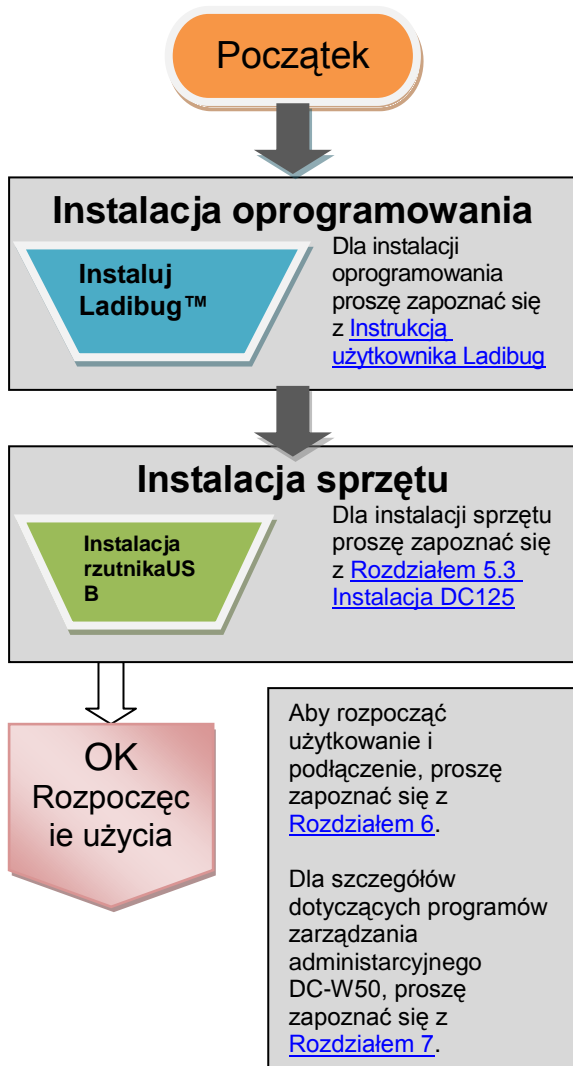 Początek
Instalacja oprogramowania
Instaluj
Ladibug™
Dla instalacji
oprogramowania
proszę zapoznać się
z Instrukcją
użytkownika Ladibug
Instalacja sprzętu
Instalacja
rzutnikaUS
B
Dla instalacji sprzętu
proszę zapoznać się
z Rozdziałem 5.3
Instalacja DC125
OK
Rozpoczęc
ie użycia
Aby rozpocząć
użytkowanie i
podłączenie, proszę
zapoznać się z
Rozdziałem 6.
Dla szczegółów
dotyczących programów
zarządzania
administarcyjnego
DC-W50, proszę
zapoznać się z
Rozdziałem 7.